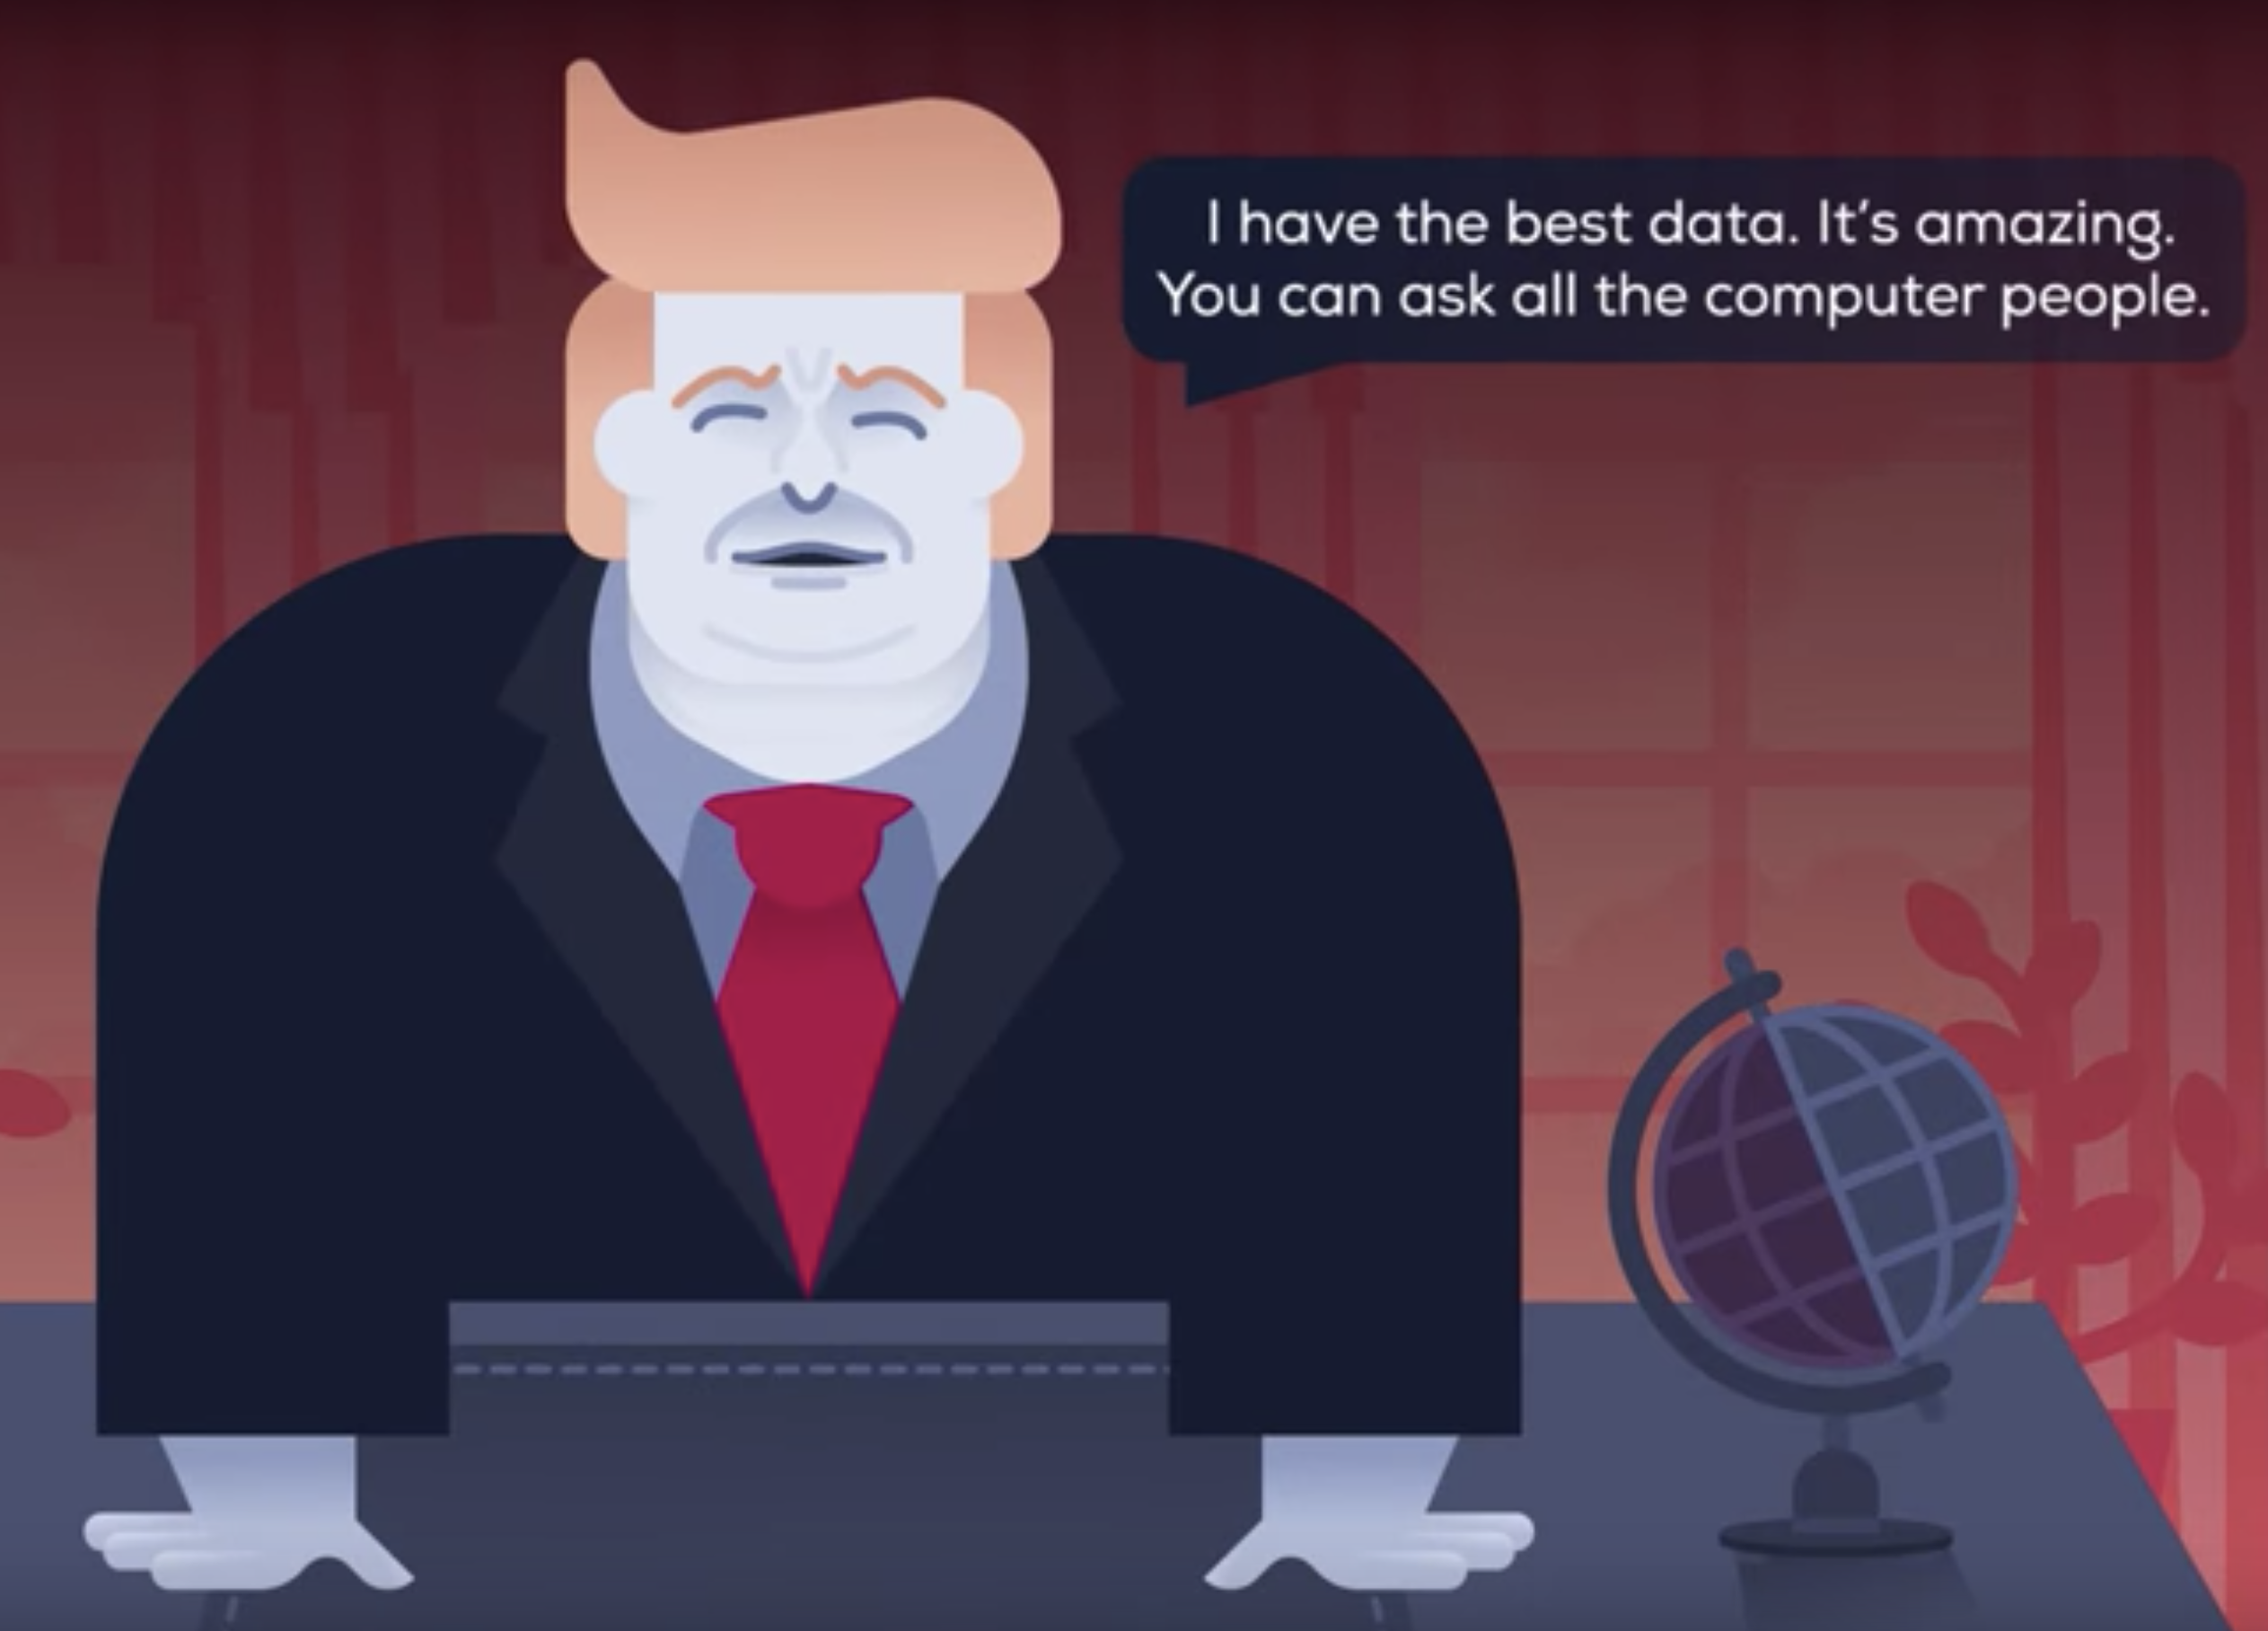 I have the best data. It’s amazing.
You can ask all the computer people.